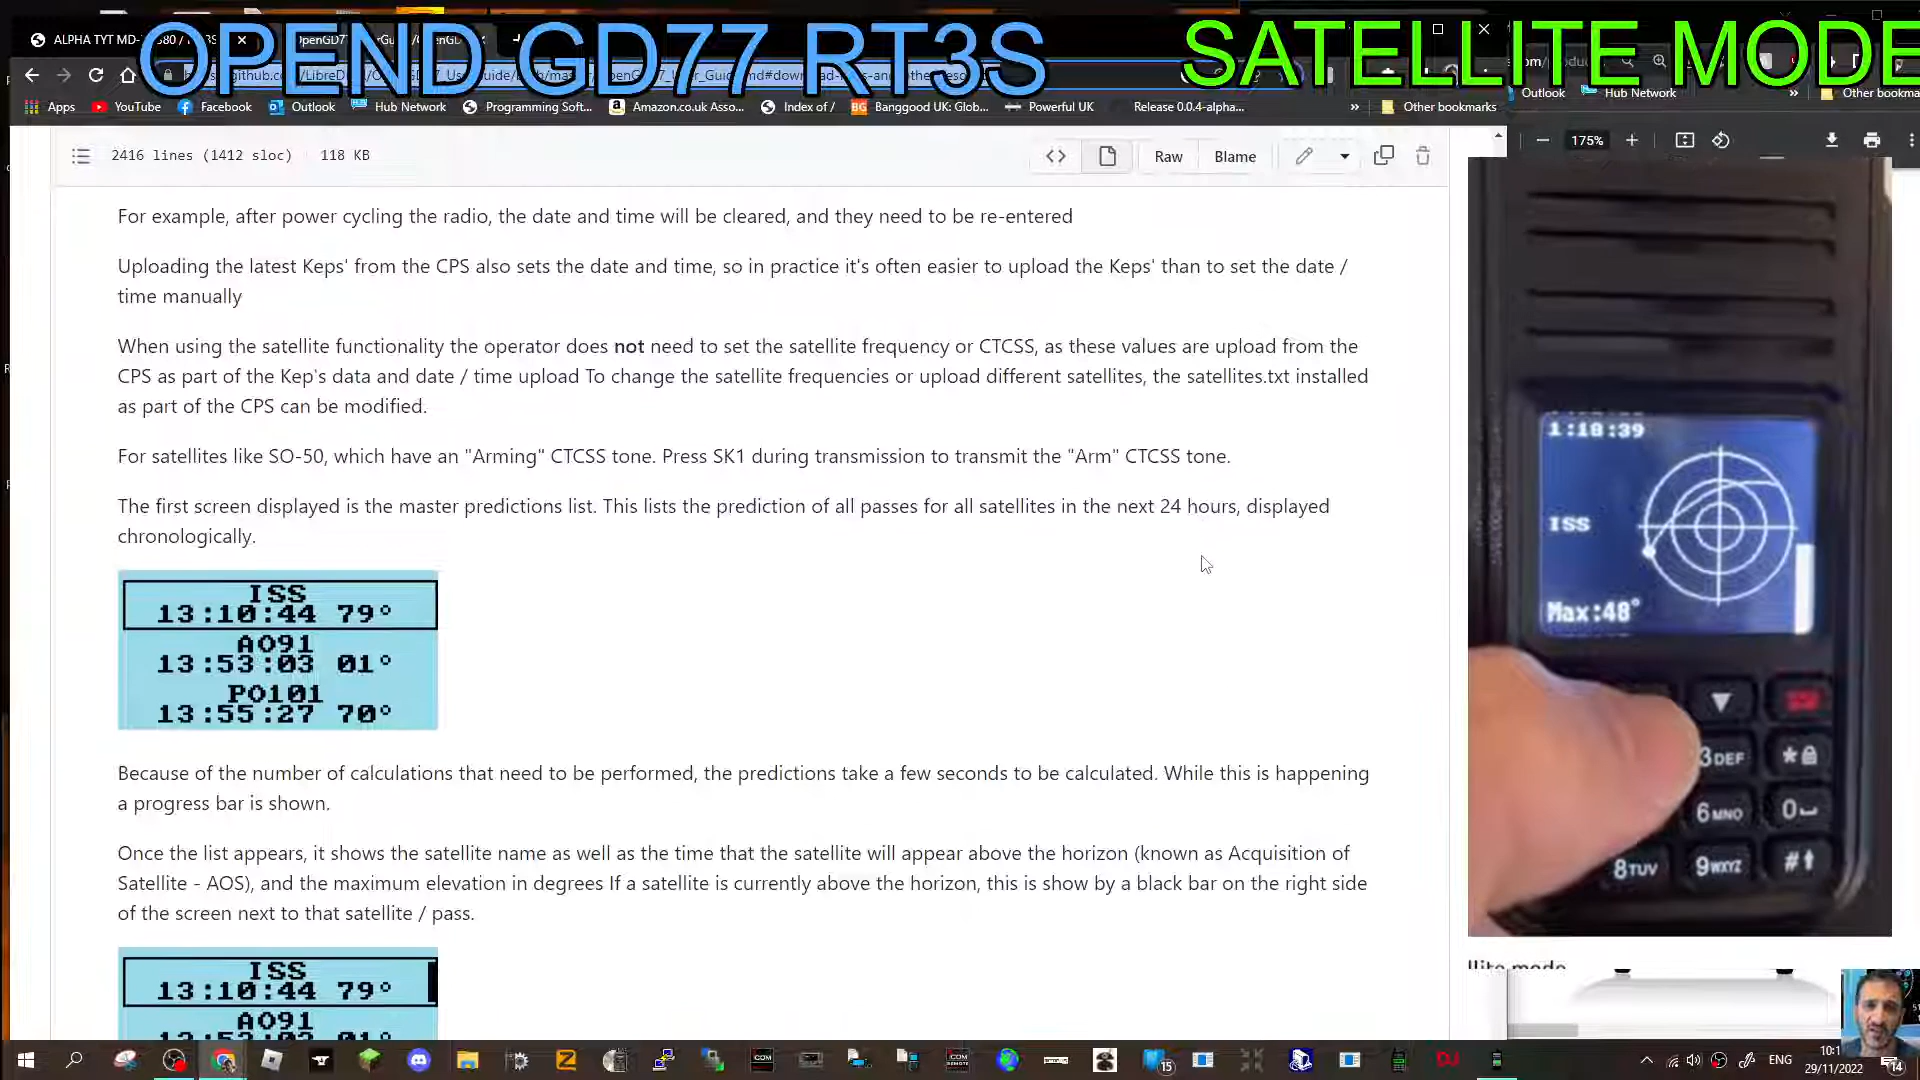 OPEND GD77 RT3S
SATELLITE MODE
ALPHA TYT MD-
Apps
YouTube
Facebook
Outlook
Hub Network
Programming Soft...
Amazon.co.uk Asso...
Index of /
Banggood UK: Glob...
Powerful UK
Release 0.0.4-alpha...
»
Other bookmarks
Outlook
Hub Network
»
Other bookma
2416 lines (1412 sloc)
118 KB
<>
Raw
Blame
175%
For example, after power cycling the radio, the date and time will be cleared, and they need to be re-entered
Uploading the latest Keps' from the CPS also sets the date and time, so in practice it's often easier to upload the Keps' than to set the date /
time manually
When using the satellite functionality the operator does not need to set the satellite frequency or CTCSS, as these values are upload from the
CPS as part of the Kep`s data and date / time upload To change the satellite frequencies or upload different satellites, the satellites.txt installed
as part of the CPS can be modified.
For satellites like SO-50, which have an "Arming" CTCSS tone. Press SK1 during transmission to transmit the "Arm" CTCSS tone.
The first screen displayed is the master predictions list. This lists the prediction of all passes for all satellites in the next 24 hours, displayed
chronologically.
ISS
13:10:44 79°
AO91
13:53:03 01°
PO101
13:55:27 70°
Because of the number of calculations that need to be performed, the predictions take a few seconds to be calculated. While this is happening
a progress bar is shown.
Once the list appears, it shows the satellite name as well as the time that the satellite will appear above the horizon (known as Acquisition of
Satellite - AOS), and the maximum elevation in degrees If a satellite is currently above the horizon, this is show by a black bar on the right side
of the screen next to that satellite / pass.
ISS
13:10:44 79°
AO91
1:18:39
ISS
Max:48°
3DEF
*
6MNO
0
8TUV
9WXYZ
#
ENG
10:1
29/11/2022
15
14